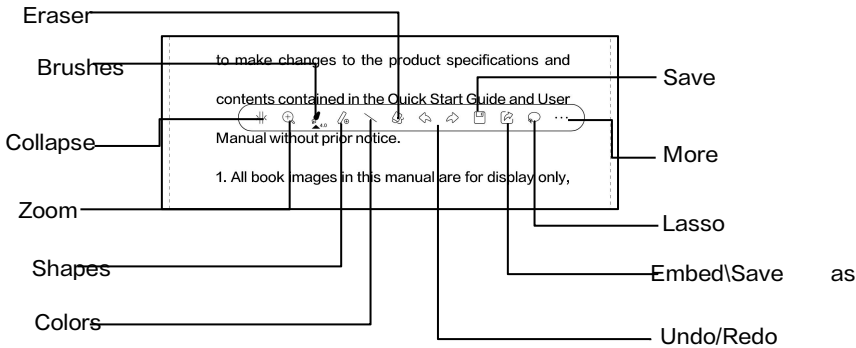 Eraser
Brushes
Collapse
Zoom
Shapes
Colors
to make changes to the product specifications and
contents contained in the Quick Start Guide and User
4.0
Manual without prior notice.
1. All book images in this manual are for display only,
Save
More
Lasso
Embed\Save as
Undo/Redo